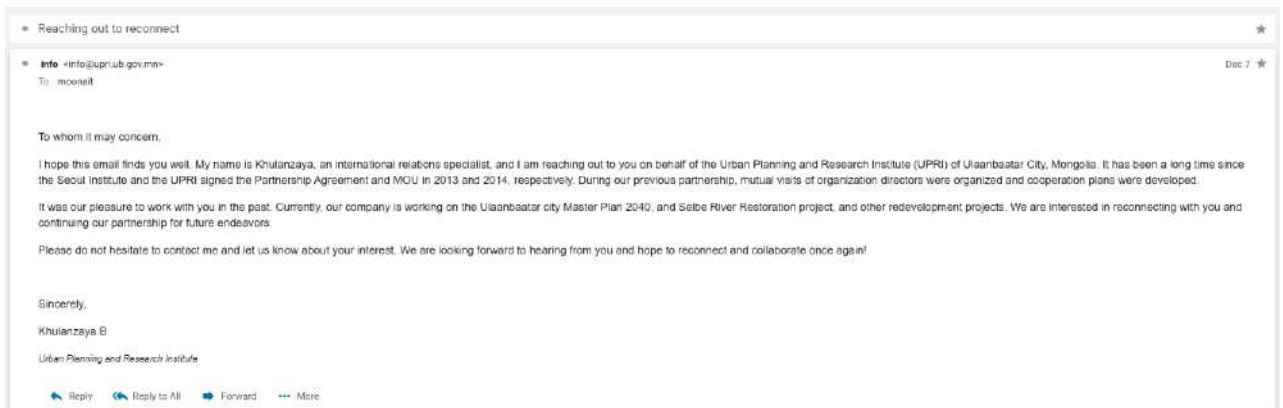 Reaching out to reconnect
Info <info@upri.ub.gov.mn>
Dec 7
To mooneit
To whom it may concern,
I hope this email finds you well. My name is Khulanzaya, an international relations specialist, and I am reaching out to you on behalf of the Urban Planning and Research Institute (UPRI) of Ulaanbaatar City, Mongolia. It has been a long time since
the Seoul Institute and the UPRI signed the Partnership Agreement and MOU in 2013 and 2014, respectively. During our previous partnership, mutual visits of organization directors were organized and cooperation plans were developed.
It was our pleasure to work with you in the past. Currently, our company is working on the Ulaanbaatar city Master Plan 2040, and Selbe River Restoration project, and other redevelopment projects. We are interested in reconnecting with you and
continuing our partnership for future endeavors.
Please do not hesitate to contact me and let us know about your interest. We are looking forward to hearing from you and hope to reconnect and collaborate once again!
Sincerely,
Khulanzaya B
Urban Planning and Research Institute
Reply Reply to All Forward More